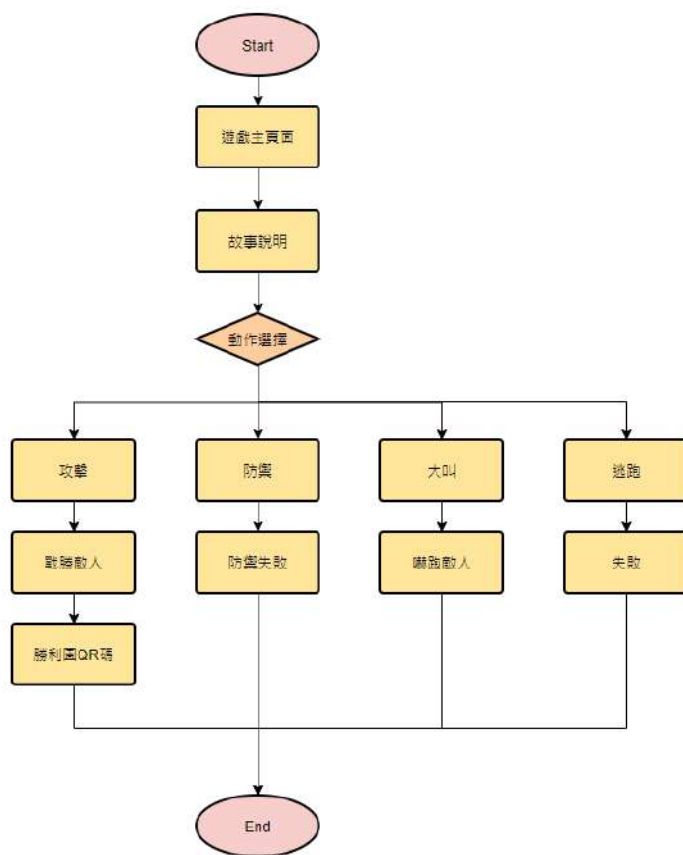 Start
遊戲主頁面
故事說明
動作選擇
攻擊
防禦
大叫
逃跑
戰勝敵人
防禦失敗
嚇跑敵人
失敗
勝利圖QR碼
End